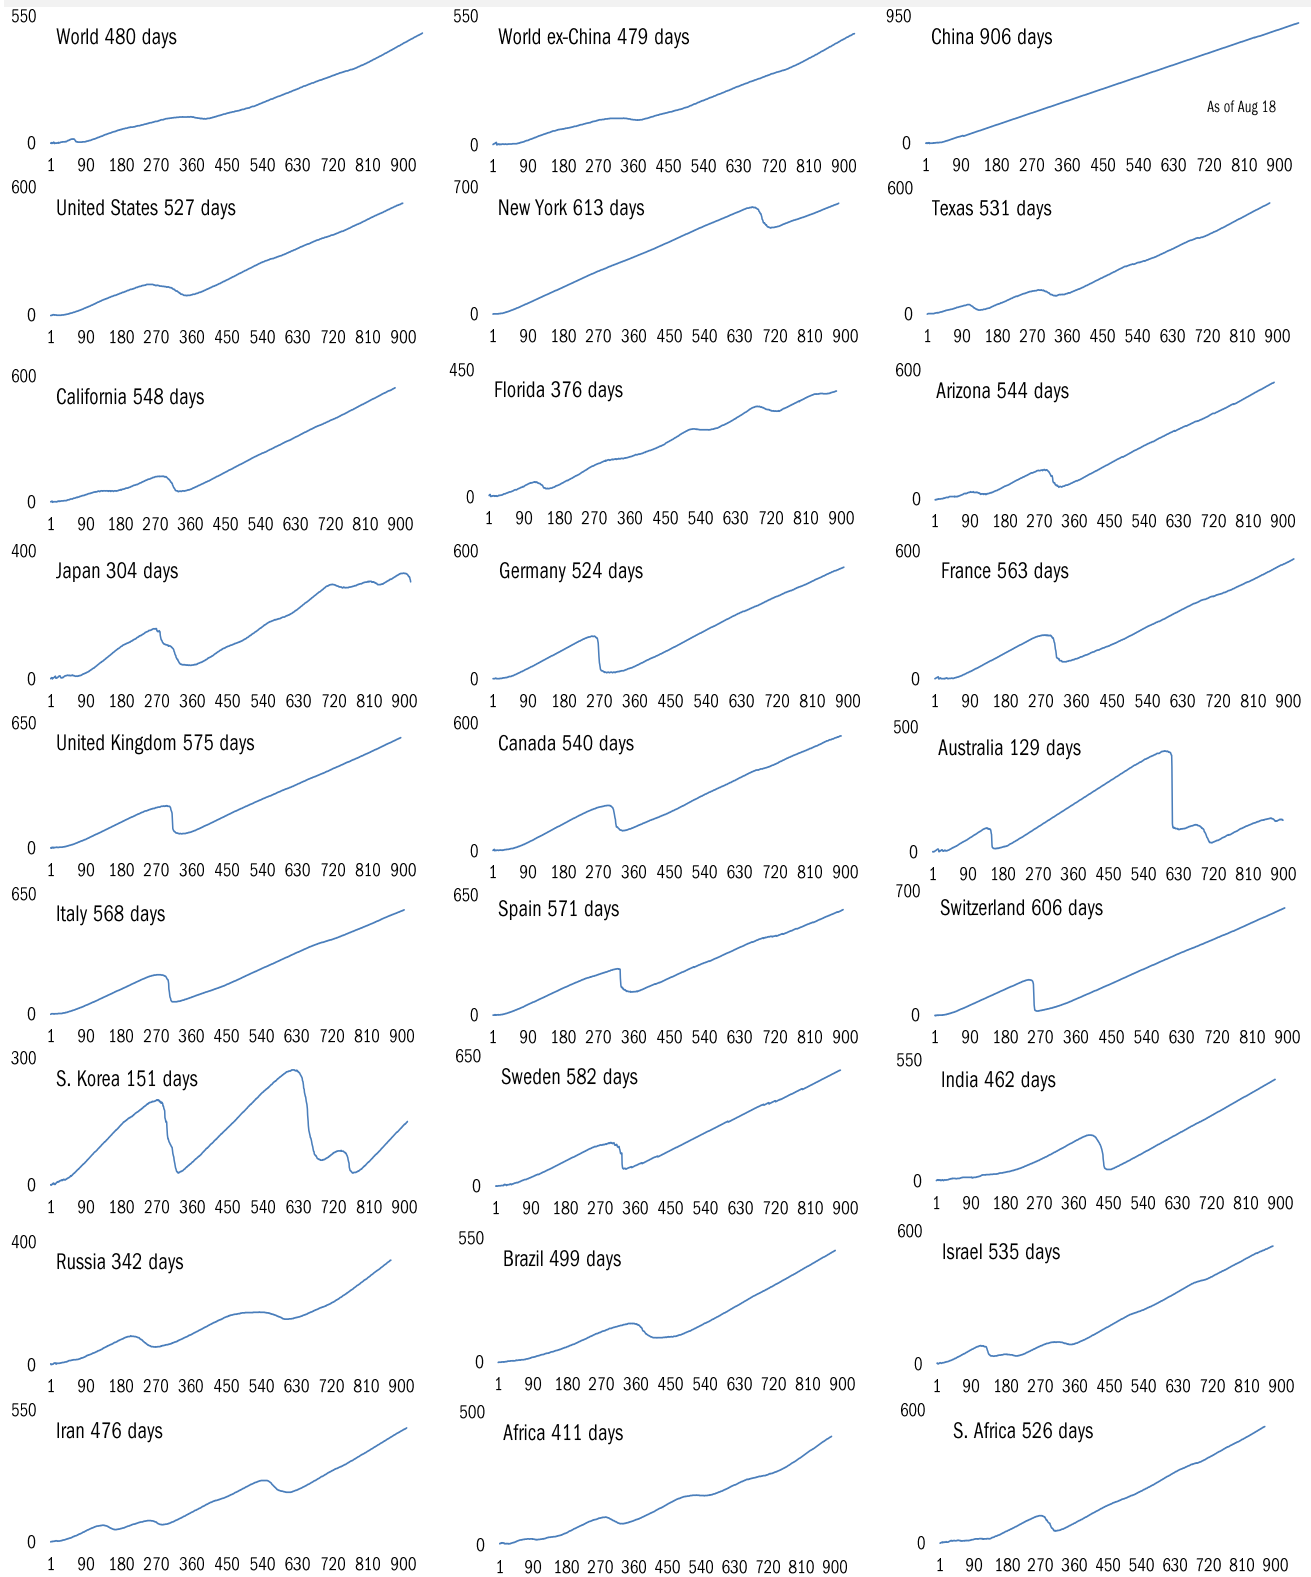 550
World 480 days
0
1 90 180 270 360 450 540 630 720 810 900
550
World ex-China 479 days
0
1 90 180 270 360 450 540 630 720 810 900
950
China 906 days
As of Aug 18
0
1 90 180 270 360 450 540 630 720 810 900
600
United States 527 days
0
1 90 180 270 360 450 540 630 720 810 900
700
New York 613 days
0
1 90 180 270 360 450 540 630 720 810 900
600
Texas 531 days
0
1 90 180 270 360 450 540 630 720 810 900
600
California 548 days
0
1 90 180 270 360 450 540 630 720 810 900
450
Florida 376 days
0
1 90 180 270 360 450 540 630 720 810 900
600
Arizona 544 days
0
1 90 180 270 360 450 540 630 720 810 900
400
Japan 304 days
0
1 90 180 270 360 450 540 630 720 810 900
600
Germany 524 days
0
1 90 180 270 360 450 540 630 720 810 900
600
France 563 days
0
1 90 180 270 360 450 540 630 720 810 900
650
United Kingdom 575 days
0
1 90 180 270 360 450 540 630 720 810 900
600
Canada 540 days
0
1 90 180 270 360 450 540 630 720 810 900
500
Australia 129 days
0
1 90 180 270 360 450 540 630 720 810 900
650
Italy 568 days
0
1 90 180 270 360 450 540 630 720 810 900
650
Spain 571 days
0
1 90 180 270 360 450 540 630 720 810 900
700
Switzerland 606 days
0
1 90 180 270 360 450 540 630 720 810 900
300
S. Korea 151 days
0
1 90 180 270 360 450 540 630 720 810 900
650
Sweden 582 days
0
1 90 180 270 360 450 540 630 720 810 900
550
India 462 days
0
1 90 180 270 360 450 540 630 720 810 900
400
Russia 342 days
0
1 90 180 270 360 450 540 630 720 810 900
550
Brazil 499 days
0
1 90 180 270 360 450 540 630 720 810 900
600
Israel 535 days
0
1 90 180 270 360 450 540 630 720 810 900
550
Iran 476 days
0
1 90 180 270 360 450 540 630 720 810 900
500
Africa 411 days
0
1 90 180 270 360 450 540 630 720 810 900
600
S. Africa 526 days
0
1 90 180 270 360 450 540 630 720 810 900